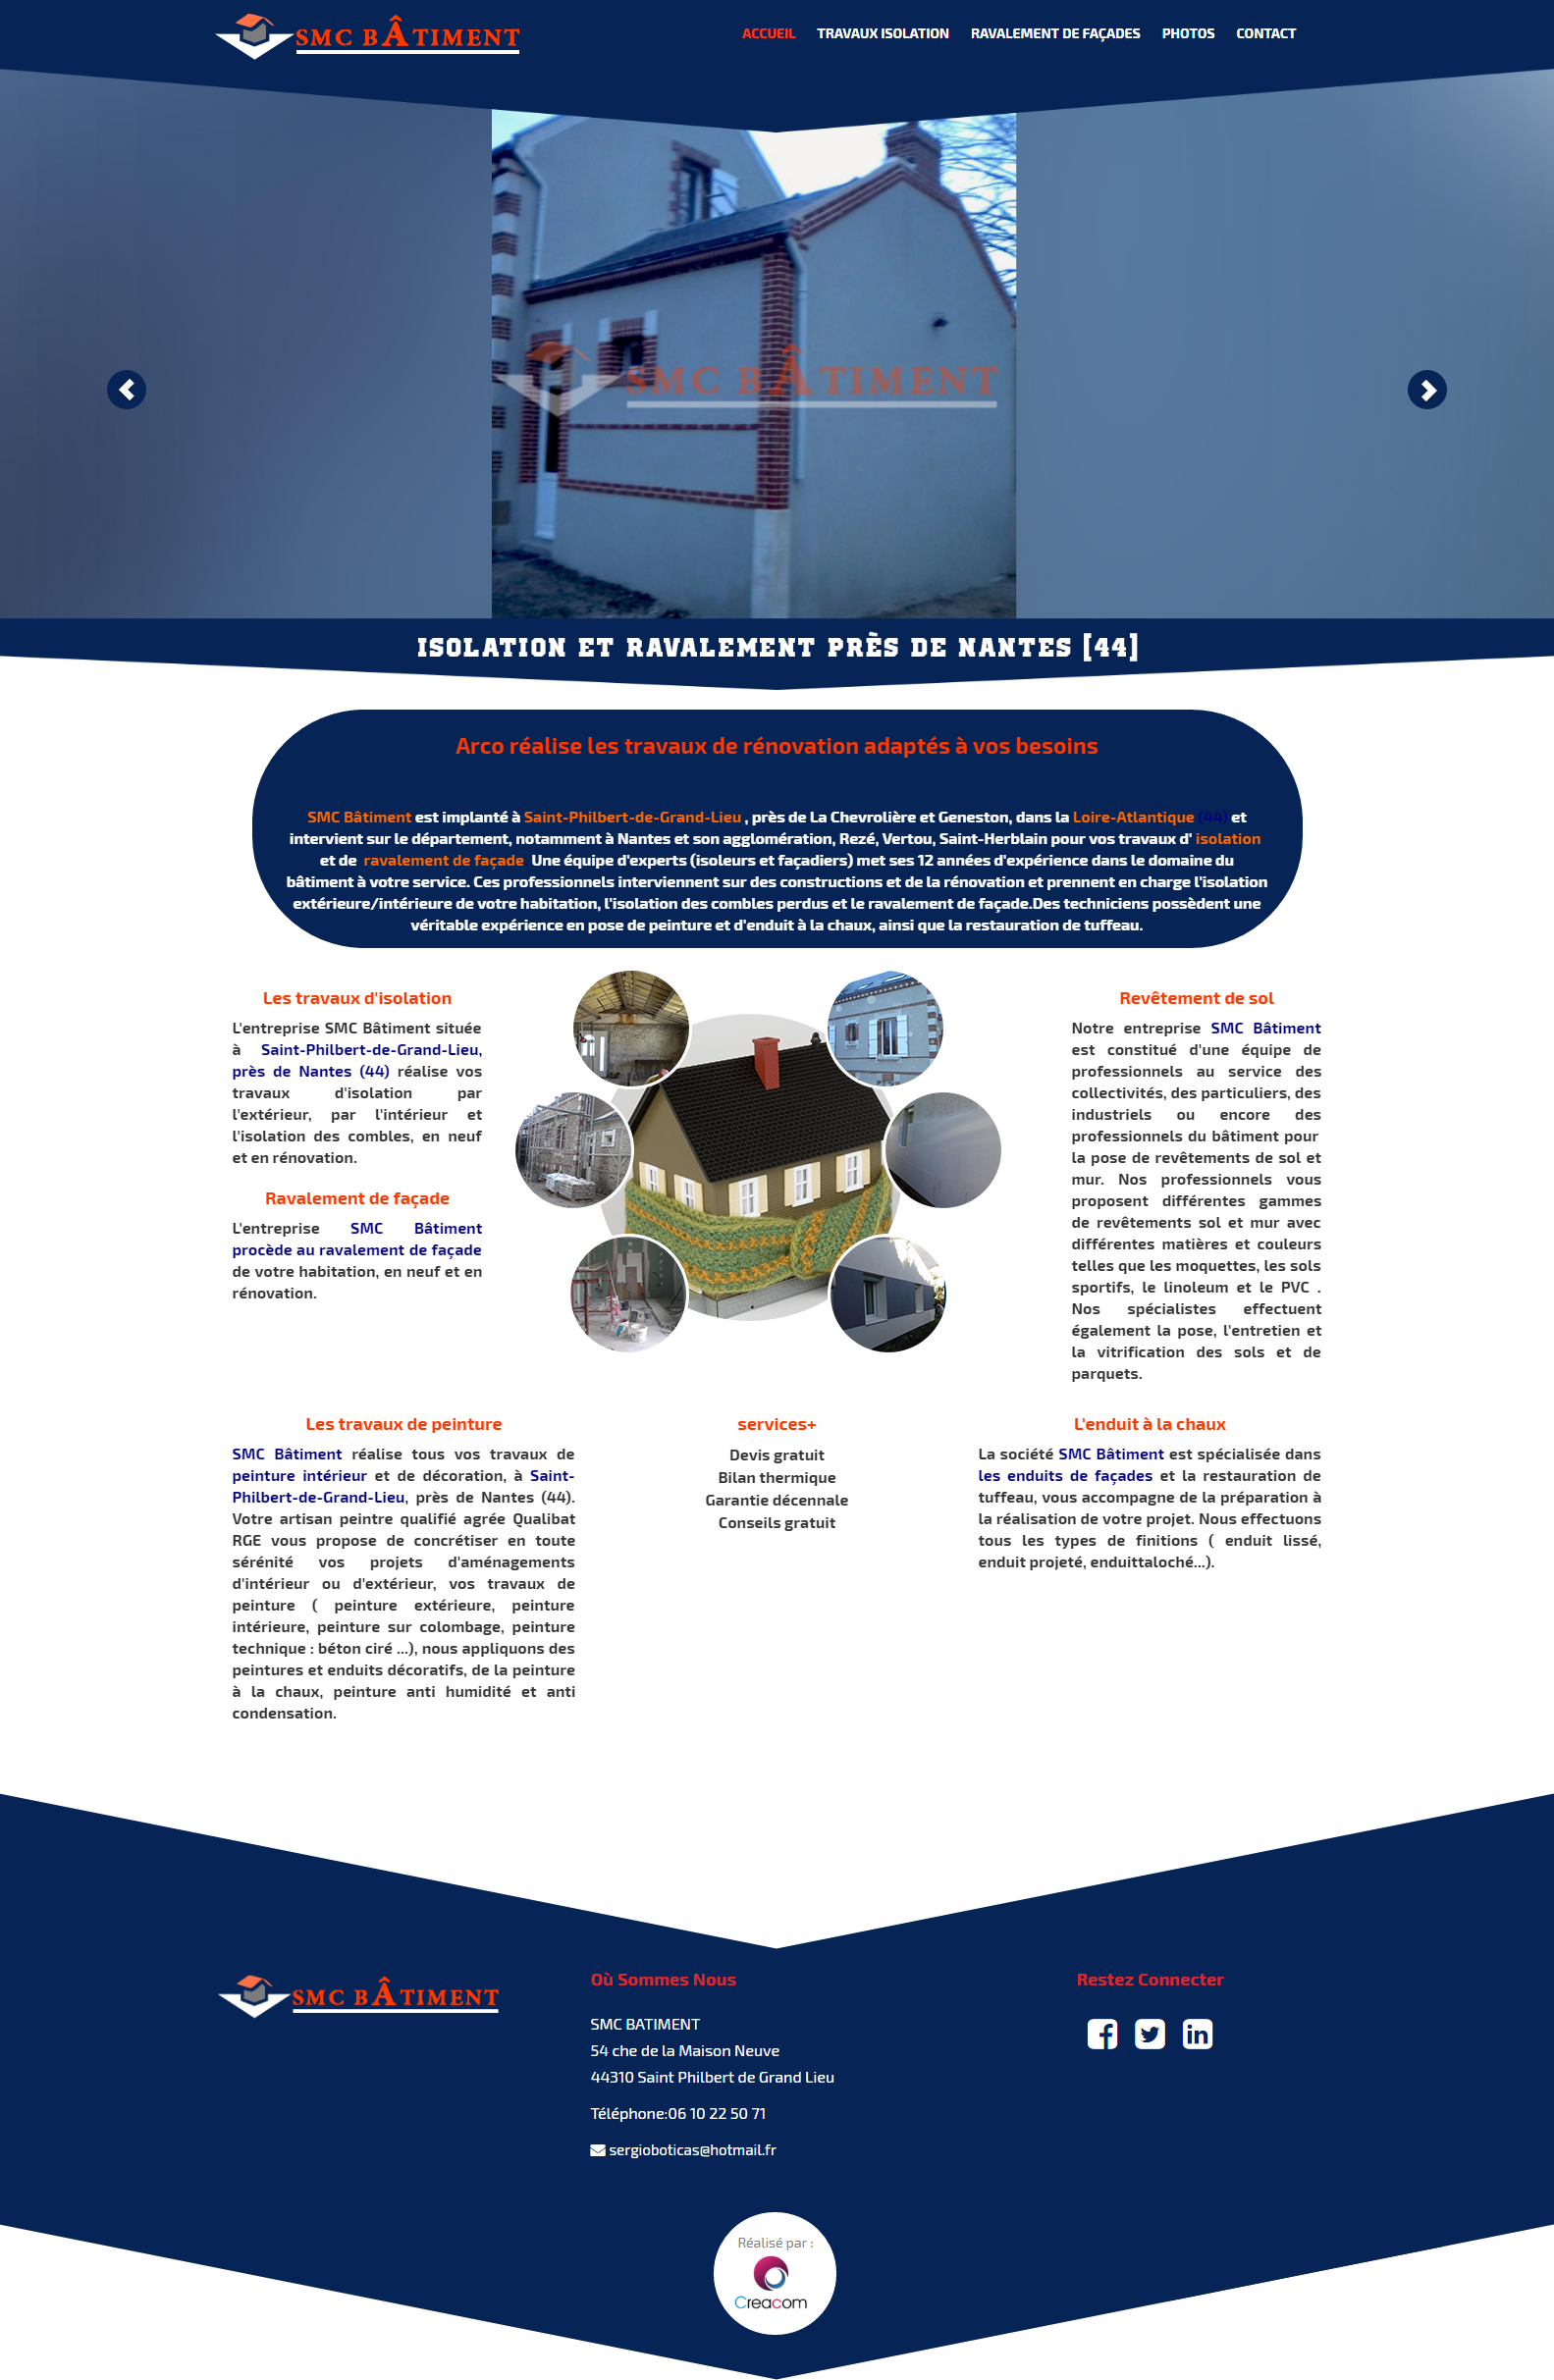 SMC BÂTIMENT
ACCUEIL TRAVAUX ISOLATION RAVALEMENT DE FAÇADES PHOTOS CONTACT
SMC BÂTIMENT
ISOLATION ET RAVALEMENT PRÈS DE NANTES [44]
Arco réalise les travaux de rénovation adaptés à vos besoins
SMC Bâtiment est implanté à Saint-Philbert-de-Grand-Lieu , près de La Chevrolière et Geneston, dans la Loire-Atlantique (44) et
intervient sur le département, notamment à Nantes et son agglomération, Rezé, Vertou, Saint-Herblain pour vos travaux d' isolation
et de ravalement de façade Une équipe d'experts (isoleurs et façadiers) met ses 12 années d'expérience dans le domaine du
bâtiment à votre service. Ces professionnels interviennent sur des constructions et de la rénovation et prennent en charge l'isolation
extérieure/intérieure de votre habitation, l'isolation des combles perdus et le ravalement de façade.Des techniciens possèdent une
véritable expérience en pose de peinture et d'enduit à la chaux, ainsi que la restauration de tuffeau.
Les travaux d'isolation
L'entreprise SMC Bâtiment située
à Saint-Philbert-de-Grand-Lieu,
près de Nantes (44) réalise vos
travaux d'isolation par
l'extérieur, par l'intérieur et
l'isolation des combles, en neuf
et en rénovation.
Ravalement de façade
L'entreprise SMC Bâtiment
procède au ravalement de façade
de votre habitation, en neuf et en
rénovation.
Revêtement de sol
Notre entreprise SMC Bâtiment
est constitué d'une équipe de
professionnels au service des
collectivités, des particuliers, des
industriels ou encore des
professionnels du bâtiment pour
la pose de revêtements de sol et
mur. Nos professionnels vous
proposent différentes gammes
de revêtements sol et mur avec
différentes matières et couleurs
telles que les moquettes, les sols
sportifs, le linoleum et le PVC .
Nos spécialistes effectuent
également la pose, l'entretien et
la vitrification des sols et de
parquets.
Les travaux de peinture
SMC Bâtiment réalise tous vos travaux de
peinture intérieur et de décoration, à Saint-
Philbert-de-Grand-Lieu, près de Nantes (44).
Votre artisan peintre qualifié agrée Qualibat
RGE vous propose de concrétiser en toute
sérénité vos projets d'aménagements
d'intérieur ou d'extérieur, vos travaux de
peinture ( peinture extérieure, peinture
intérieure, peinture sur colombage, peinture
technique : béton ciré ...), nous appliquons des
peintures et enduits décoratifs, de la peinture
à la chaux, peinture anti humidité et anti
condensation.
services+
Devis gratuit
Bilan thermique
Garantie décennale
Conseils gratuit
L'enduit à la chaux
La société SMC Bâtiment est spécialisée dans
les enduits de façades et la restauration de
tuffeau, vous accompagne de la préparation à
la réalisation de votre projet. Nous effectuons
tous les types de finitions ( enduit lissé,
enduit projeté, enduittaloché...).
SMC BÂTIMENT
Où Sommes Nous
SMC BATIMENT
54 che de la Maison Neuve
44310 Saint Philbert de Grand Lieu
Téléphone:06 10 22 50 71
sergioboticas@hotmail.fr
Restez Connecter
Réalisé par :
Creacom